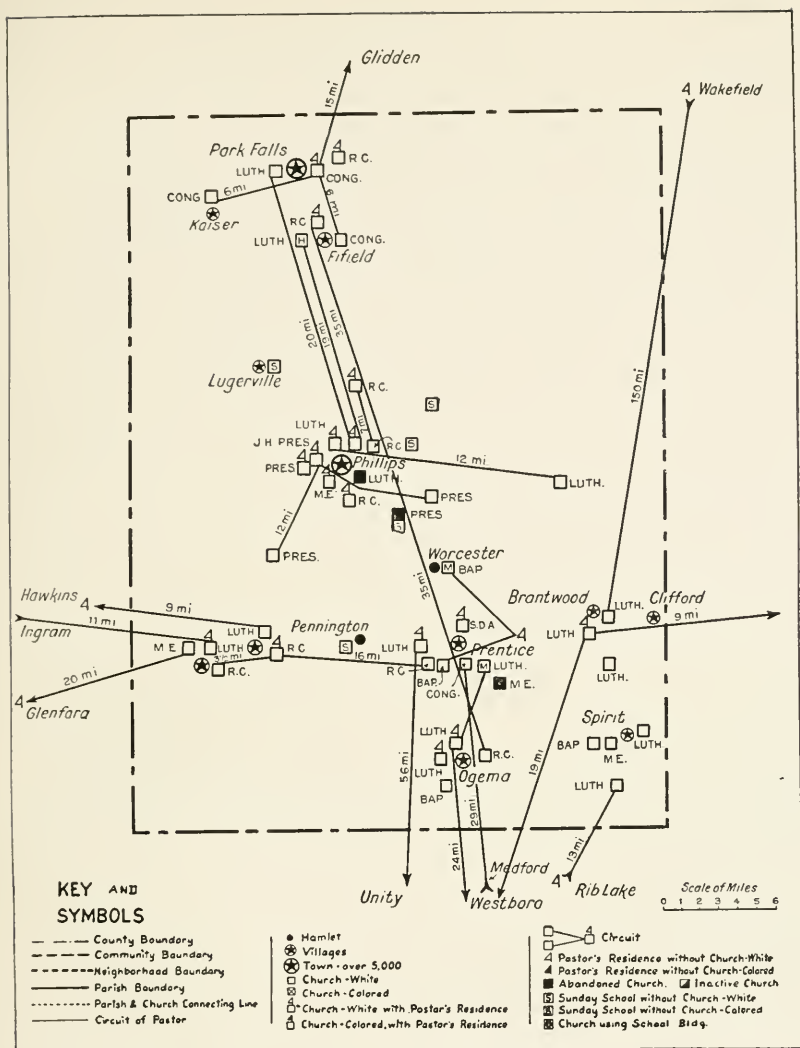 Glidden
15 mi
4 Wakefield
Park Falls
R C.
LUTH
CONG.
CONG
6 mi
6 mi
Kaiser
RC
LUTH
H
CONG.
Fifield
20 mi
19 mi
35 mi
150 mi
Lugerville
S
R C.
S
LUTH
7 mi
J H PRES
RC
S
Phillips
12 mi
PRES
LUTH.
LUTH.
M.E.
R.C.
PRES
PRES
S
12 mi
PRES.
Worcester
M BAP
35 mi
Hawkins
9 mi
Brantwood
Clifford
LUTH.
9 mi
Ingram
11 mi
LUTH
Pennington
S.D A
LUTH
M E
LUTH
R C
S
LUTH
Prentice
16 mi
R.C.
R C
BAP.
CONG.
M LUTH.
LUTH.
20 mi
M E.
Glenfora
LUTH
Spirit
R.C.
BAP
M E.
LUTH
LUTH
Ogema
BAP
LUTH
56 mi
29 mi
19 mi
24 mi
13 mi
Medford
Unity
Westboro
Rib Lake
KEY AND
SYMBOLS
County Boundary
Community Boundary
Neighborhood Boundary
Parish Boundary
Parish & Church Connecting Line
Circuit of Pastor
Hamlet
Villages
Town - over 5,000
Church - White
Church - Colored
Church - White with Pastor's Residence
Church - Colored, with Pastor's Residence
Scale of Miles
0 1 2 3 4 5 6
Circuit
Pastor's Residence without Church - White
Pastor's Residence without Church - Colored
Abandoned Church. Inactive Church
S Sunday School without Church - White
Sunday School without Church - Colored
Church using School Bldg.